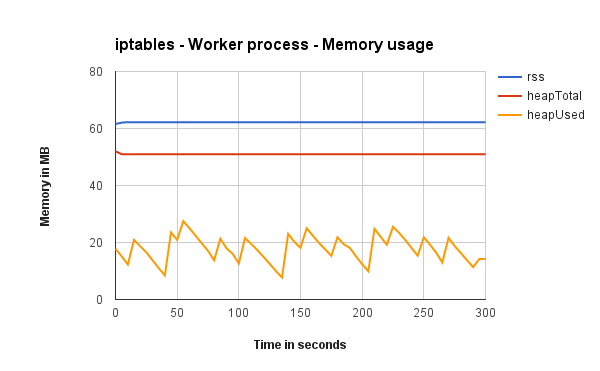 iptables - Worker process - Memory usage
80
60
40
20
0
Memory in MB
0 50 100 150 200 250 300
Time in seconds
rss
heapTotal
heapUsed